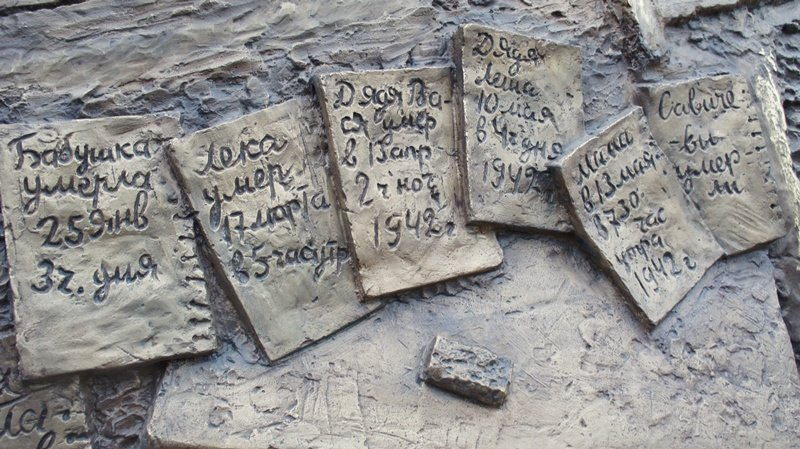 Бабушка
умерла
25 янв
3 ч. дня
Лека
умер
17 марта
в 5 час утр
Дядя Ва-
ся умер
в 13 апр
2 ч ноч
1942 г
Дядя
Леша
10 мая
в 4 ч дня
1942 г
Мама
в 13 мая
в 7 30
час
утра
1942 г
Савиче-
вы
умер-
ли